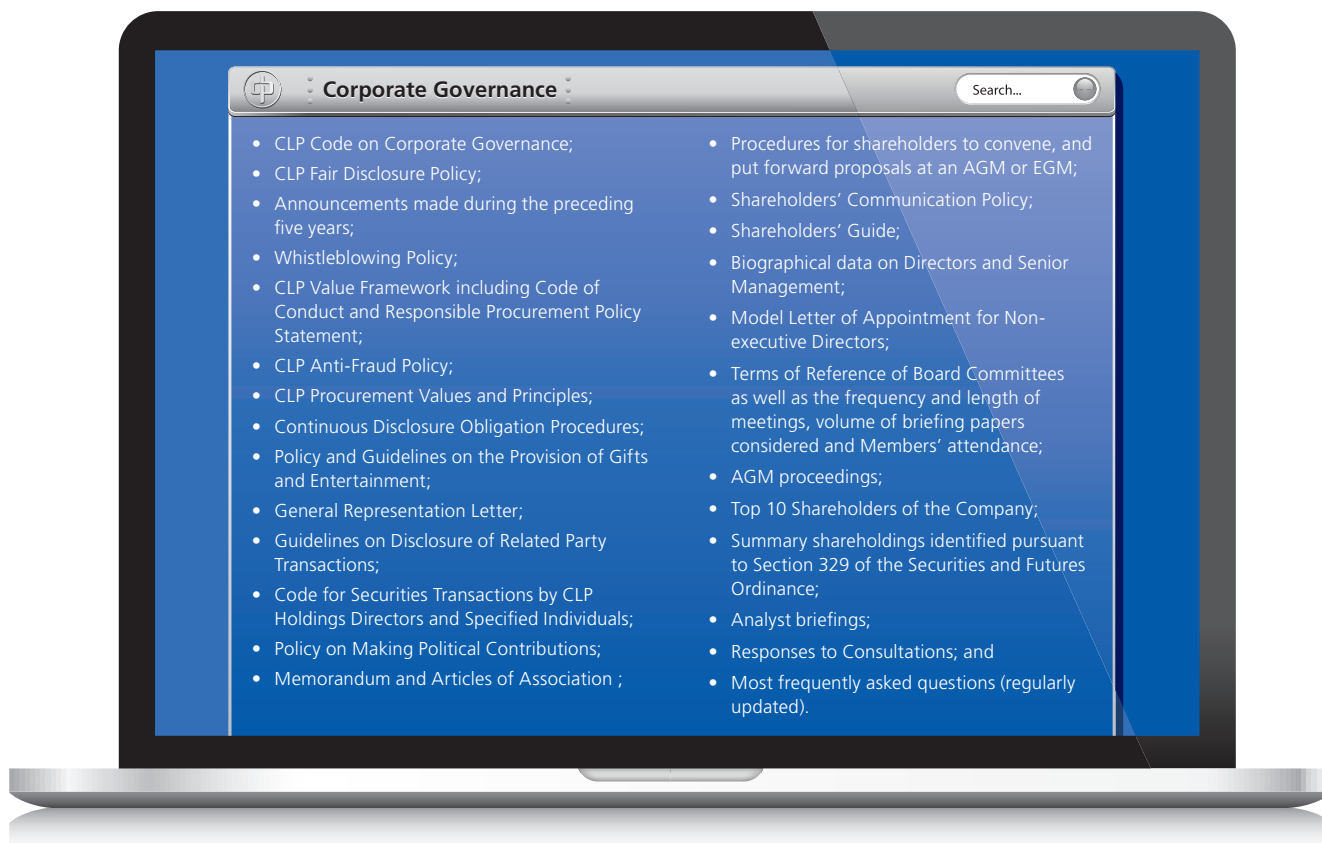 Corporate Governance
Search...
• CLP Code on Corporate Governance;
• CLP Fair Disclosure Policy;
• Announcements made during the preceding
five years;
• Whistleblowing Policy;
• CLP Value Framework including Code of
Conduct and Responsible Procurement Policy
Statement;
• CLP Anti-Fraud Policy;
• CLP Procurement Values and Principles;
• Continuous Disclosure Obligation Procedures;
• Policy and Guidelines on the Provision of Gifts
and Entertainment;
• General Representation Letter;
• Guidelines on Disclosure of Related Party
Transactions;
• Code for Securities Transactions by CLP
Holdings Directors and Specified Individuals;
• Policy on Making Political Contributions;
• Memorandum and Articles of Association ;
• Procedures for shareholders to convene, and
put forward proposals at an AGM or EGM;
• Shareholders’ Communication Policy;
• Shareholders’ Guide;
• Biographical data on Directors and Senior
Management;
• Model Letter of Appointment for Non-
executive Directors;
• Terms of Reference of Board Committees
as well as the frequency and length of
meetings, volume of briefing papers
considered and Members’ attendance;
• AGM proceedings;
• Top 10 Shareholders of the Company;
• Summary shareholdings identified pursuant
to Section 329 of the Securities and Futures
Ordinance;
• Analyst briefings;
• Responses to Consultations; and
• Most frequently asked questions (regularly
updated).